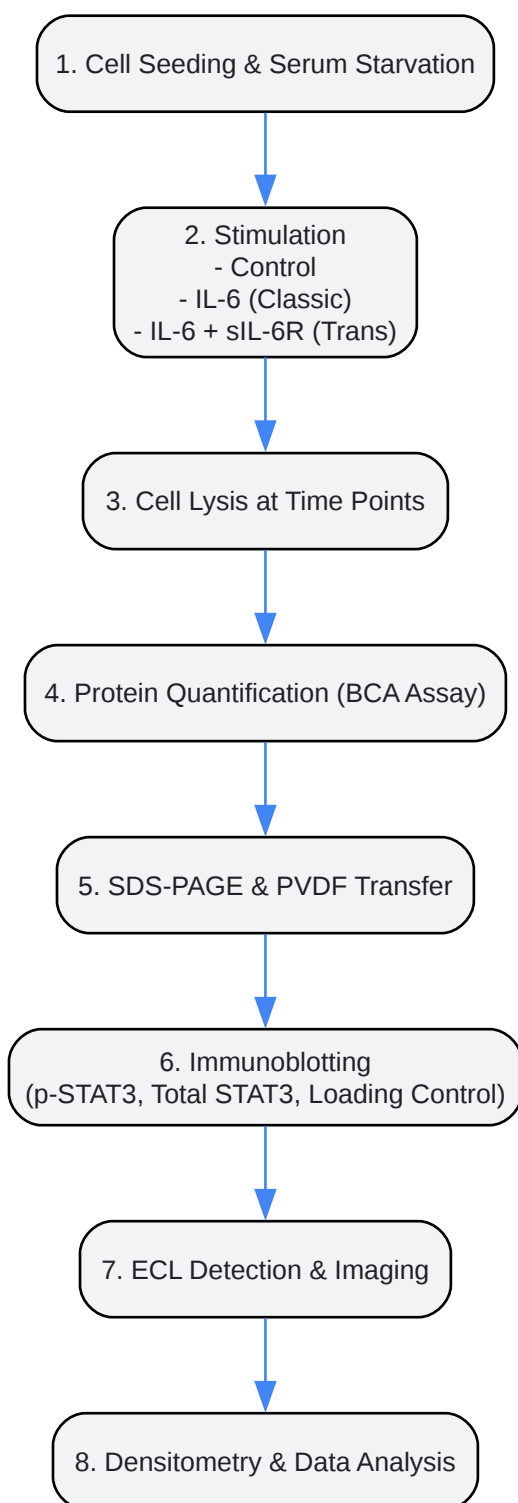 1. Cell Seeding & Serum Starvation
2. Stimulation
- Control
- IL-6 (Classic)
- IL-6 + sIL-6R (Trans)
3. Cell Lysis at Time Points
4. Protein Quantification (BCA Assay)
5. SDS-PAGE & PVDF Transfer
6. Immunoblotting
(p-STAT3, Total STAT3, Loading Control)
7. ECL Detection & Imaging
8. Densitometry & Data Analysis